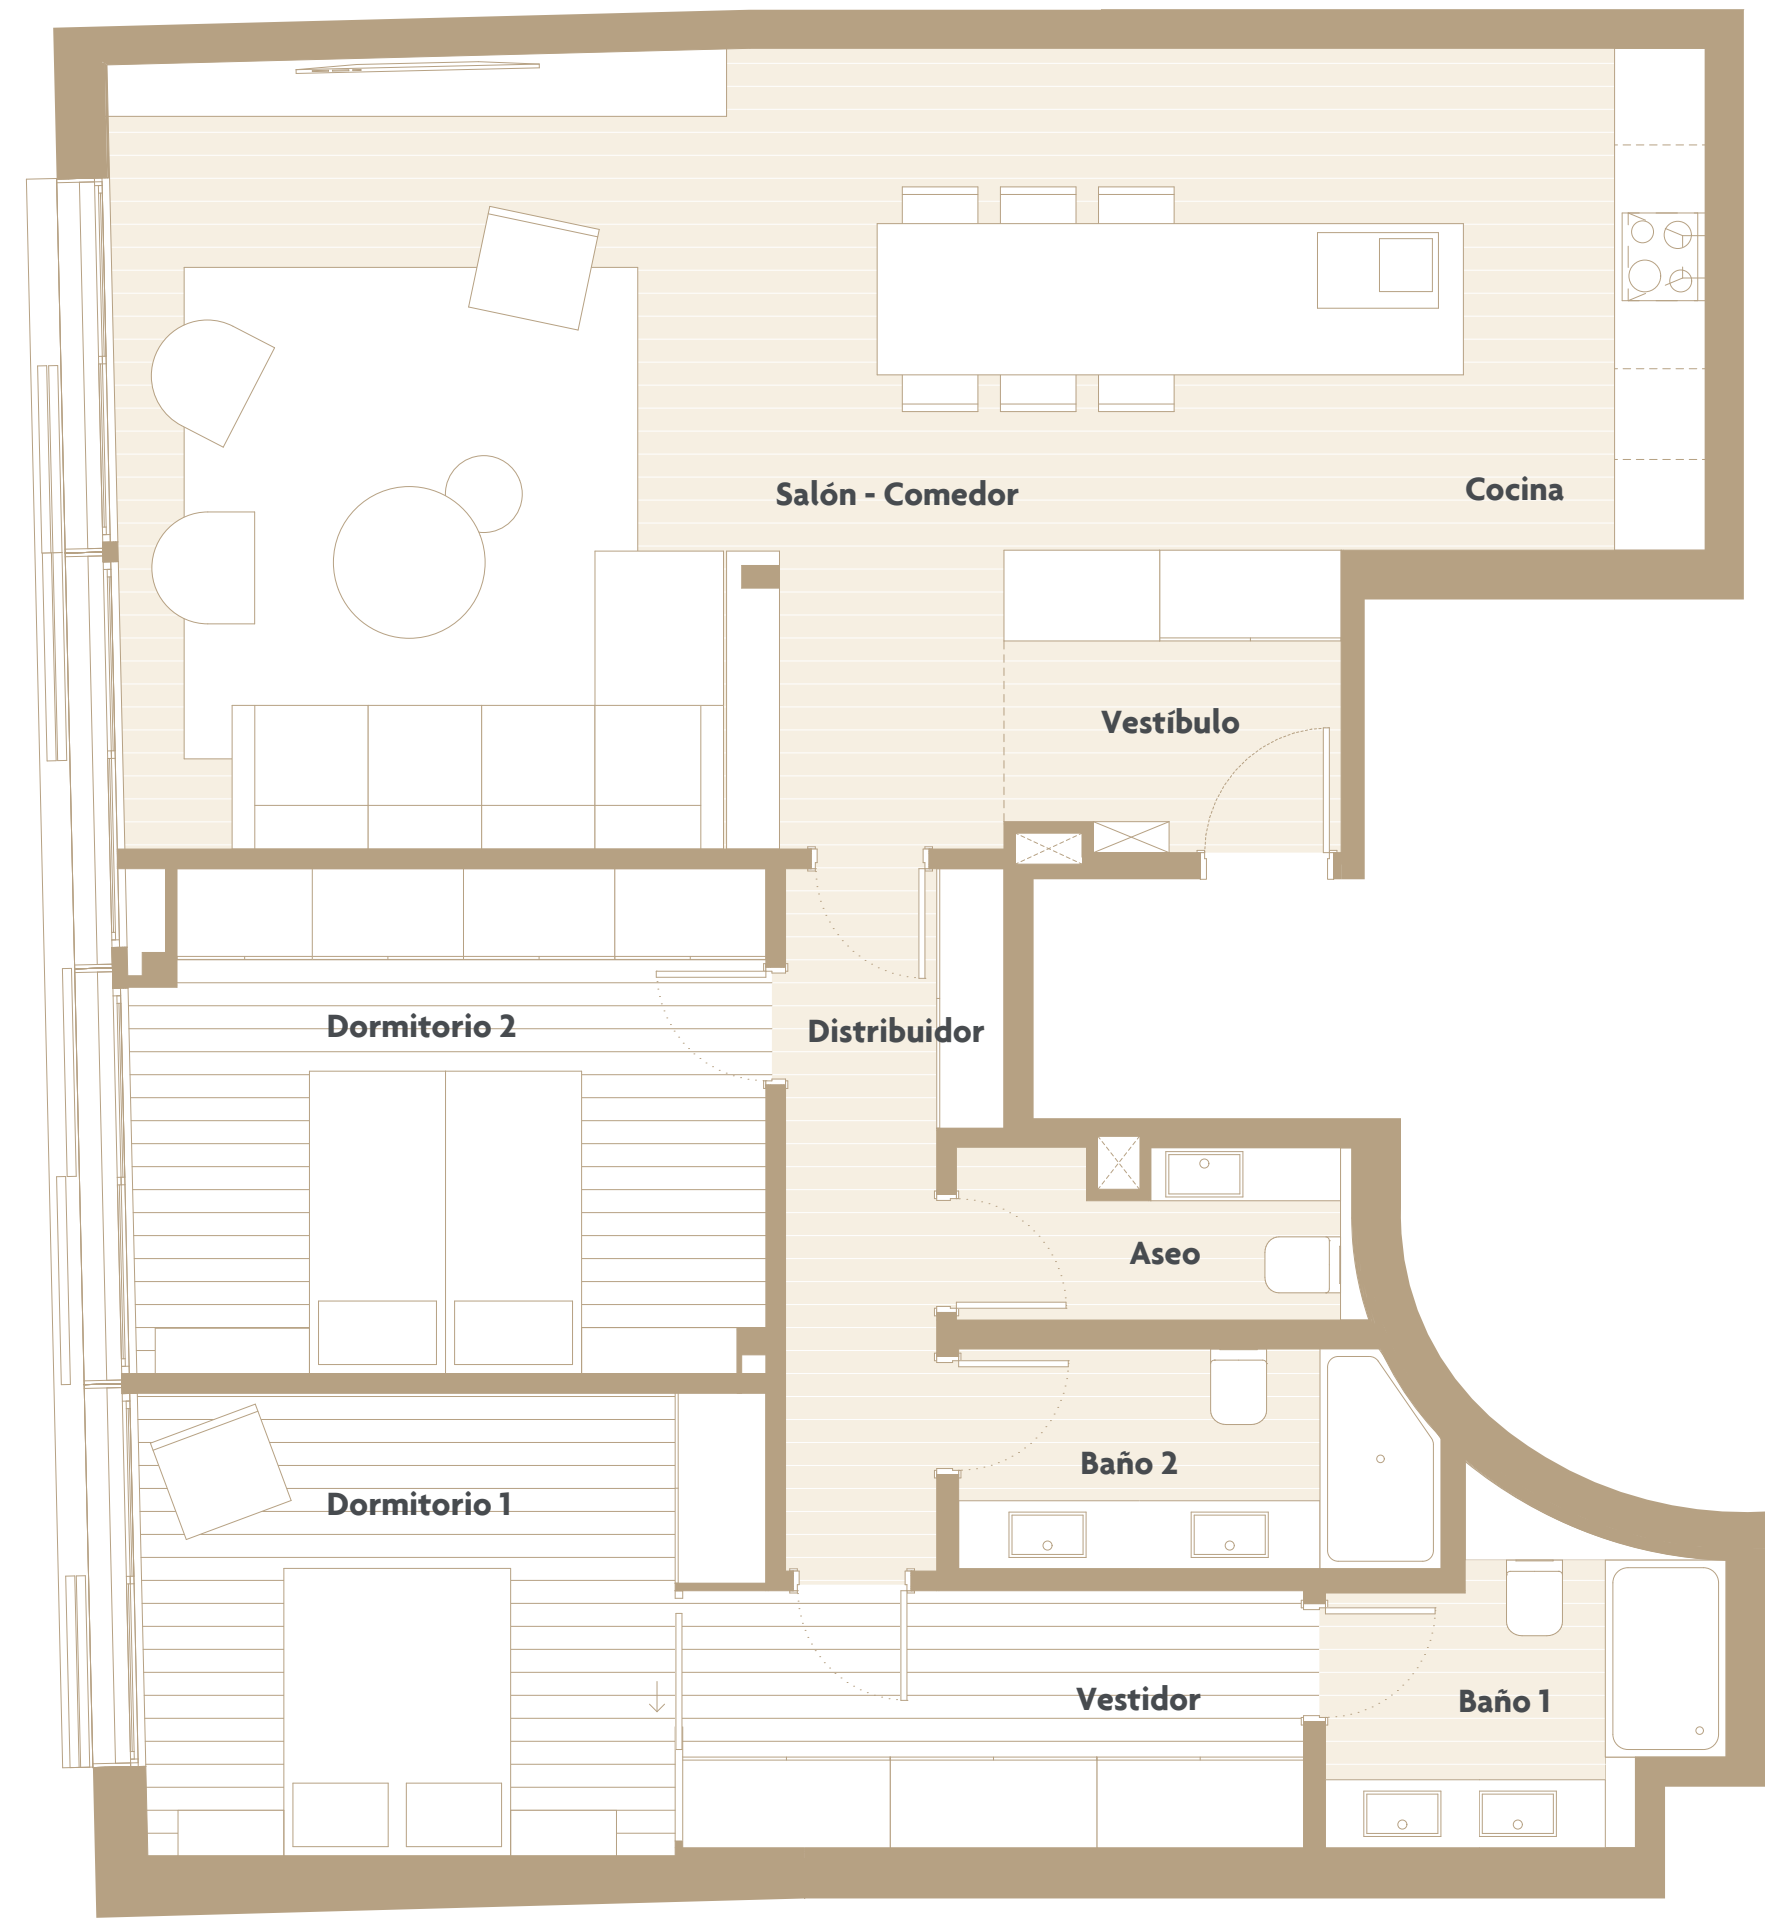 Salón - Comedor
Cocina
Vestíbulo
Dormitorio 2
Distribuidor
Aseo
Baño 2
Dormitorio 1
Vestidor
Baño 1